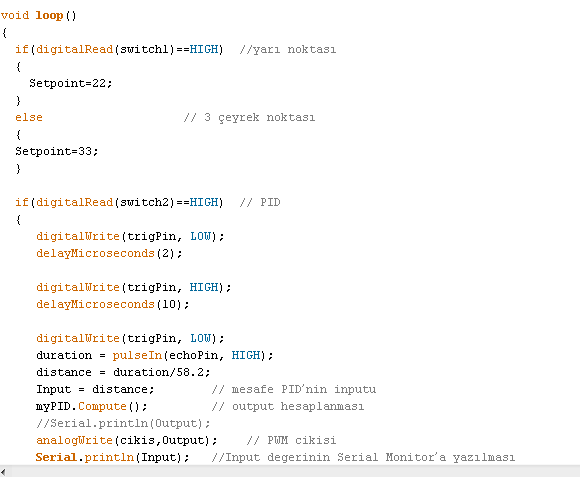 void loop()
{
if(digitalRead(switch1)==HIGH) //yarı noktası
{
Setpoint=22;
}
else // 3 çeyrek noktası
{
Setpoint=33;
}
if(digitalRead(switch2)==HIGH) // PID
{
digitalWrite(trigPin, LOW);
delayMicroseconds(2);
digitalWrite(trigPin, HIGH);
delayMicroseconds(10);
digitalWrite(trigPin, LOW);
duration = pulseIn(echoPin, HIGH);
distance = duration/58.2;
Input = distance; // mesafe PID'nin inputu
myPID.Compute(); // output hesaplanması
//Serial.println(Output);
analogWrite(cikis,Output); // PWM cikisi
Serial.println(Input); //Input degerinin Serial Monitor'a yazılması